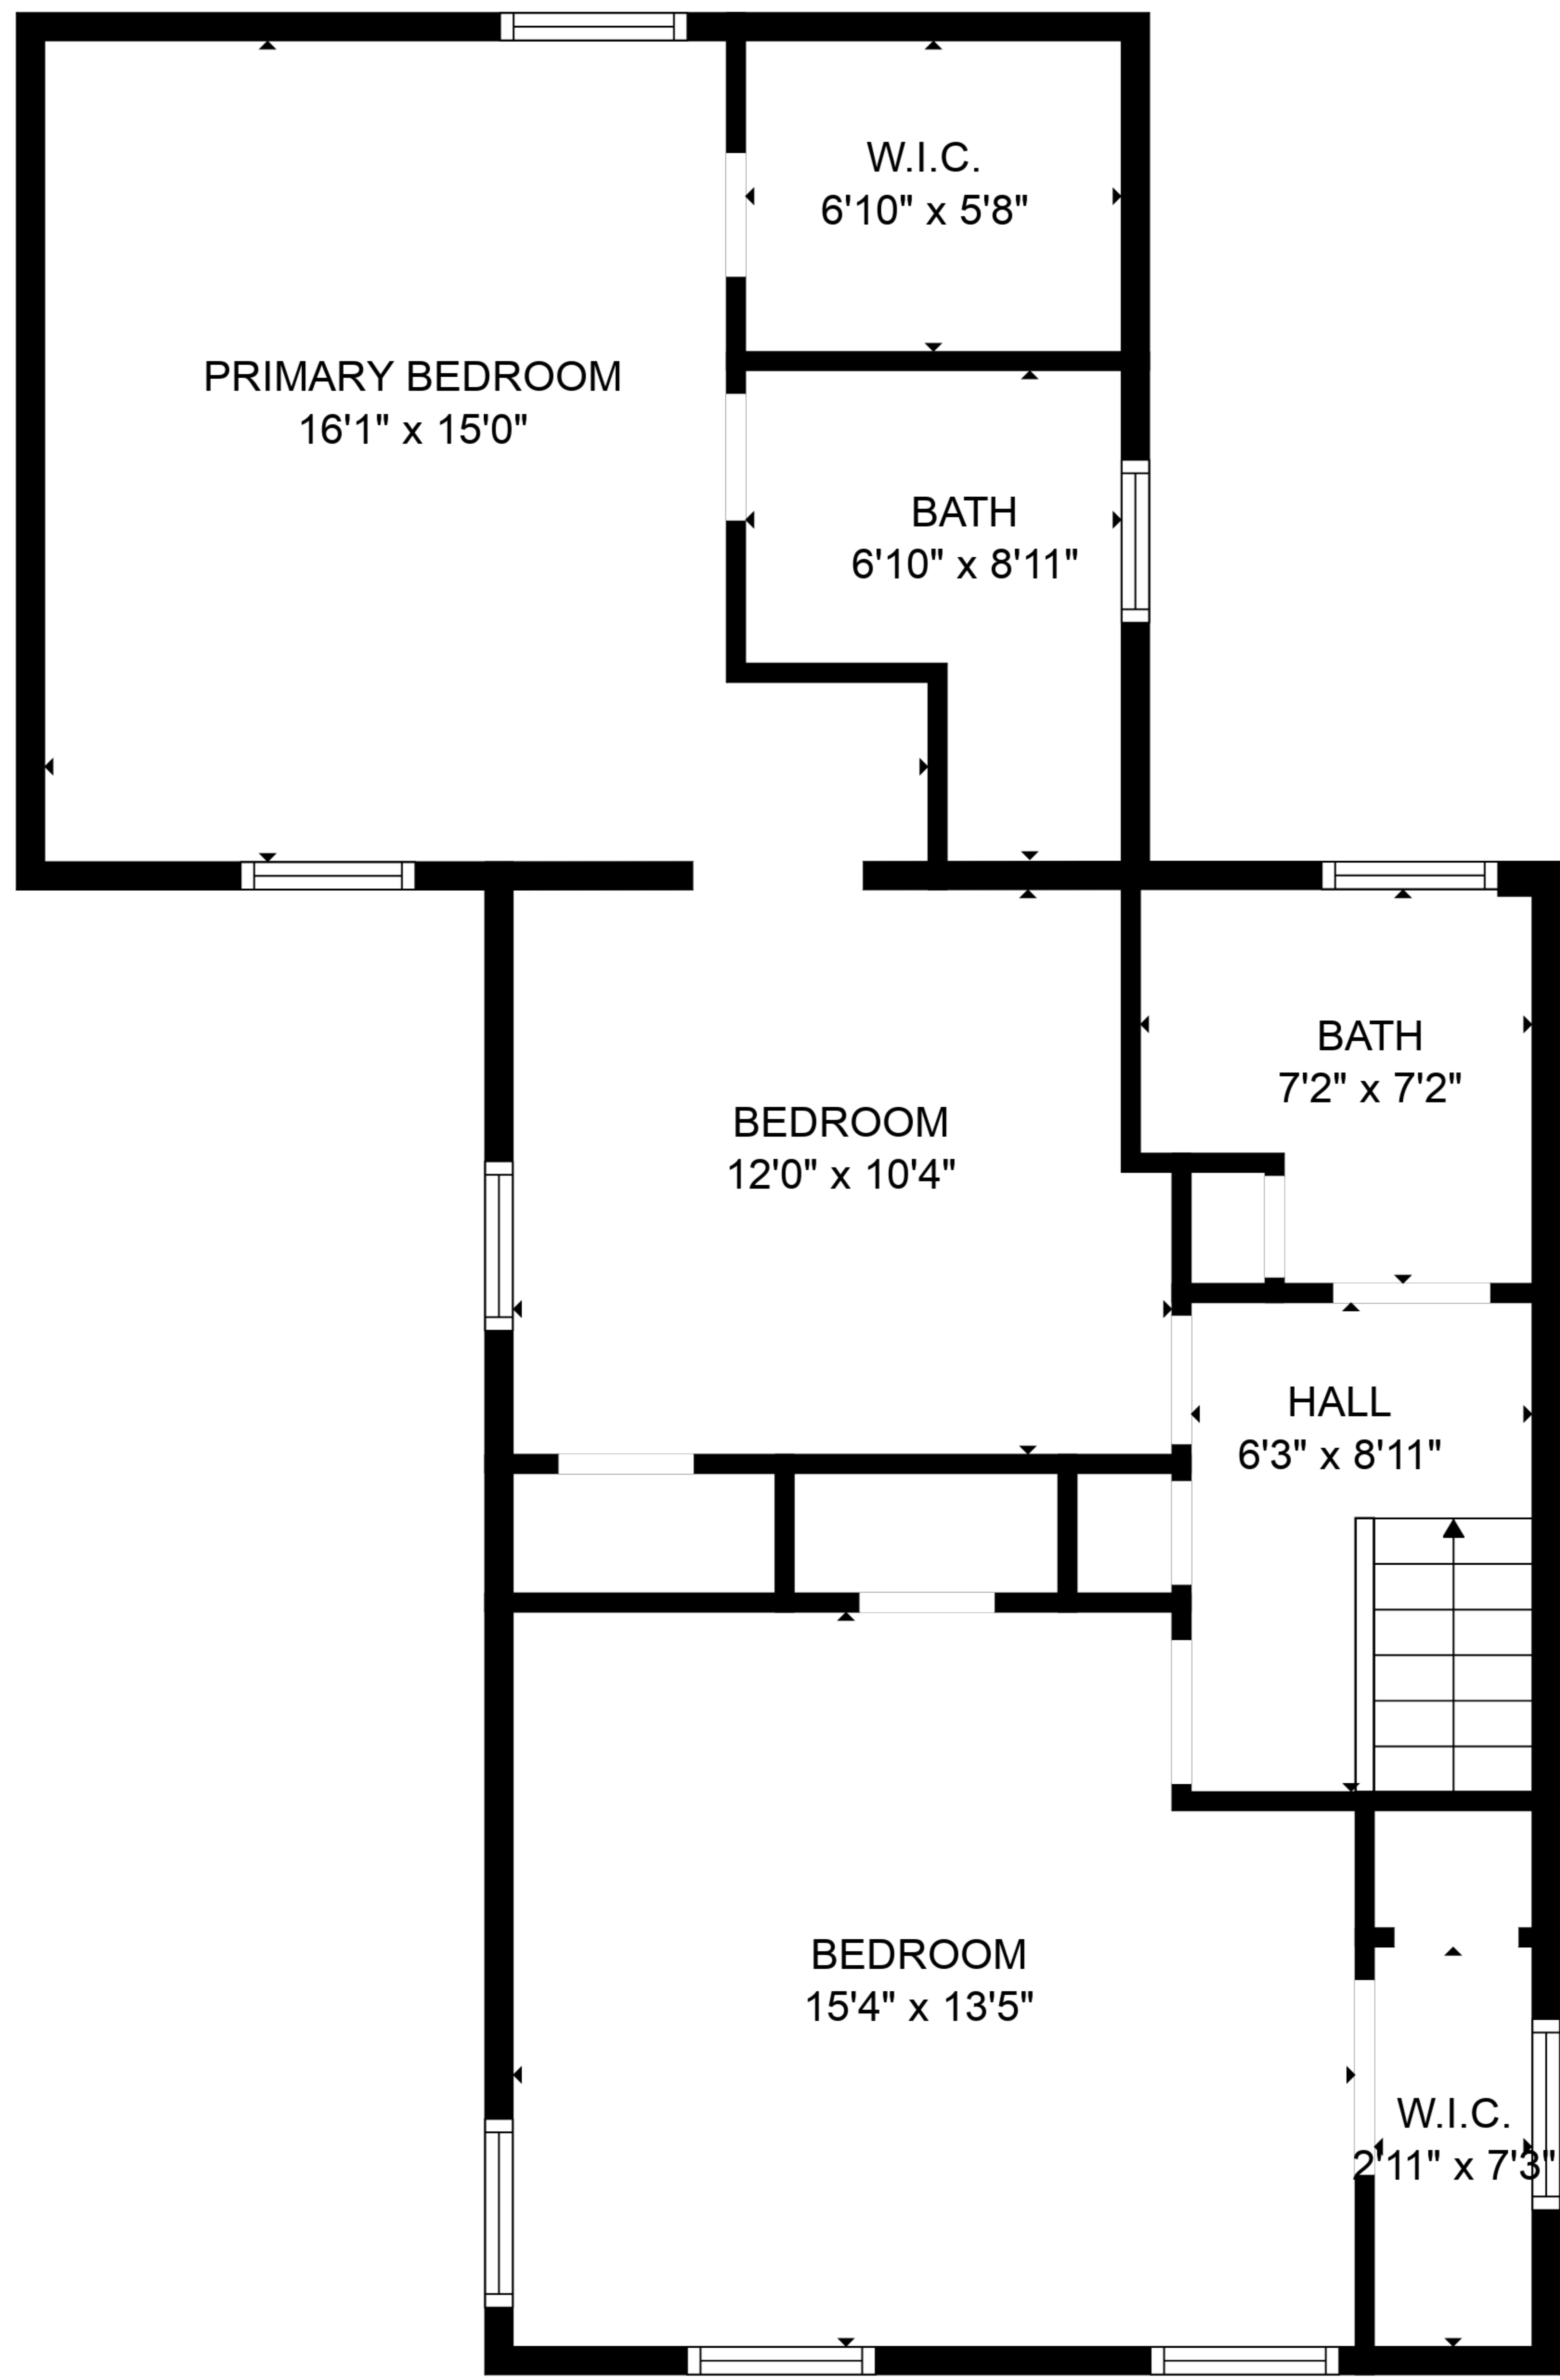 W.I.C.
6'10" x 5'8"
PRIMARY BEDROOM
16'1" x 15'0"
BATH
6'10" x 8'11"
BATH
7'2" x 7'2"
BEDROOM
12'0" x 10'4"
HALL
6'3" x 8'11"
BEDROOM
15'4" x 13'5"
W.I.C.
2'11" x 7'3"